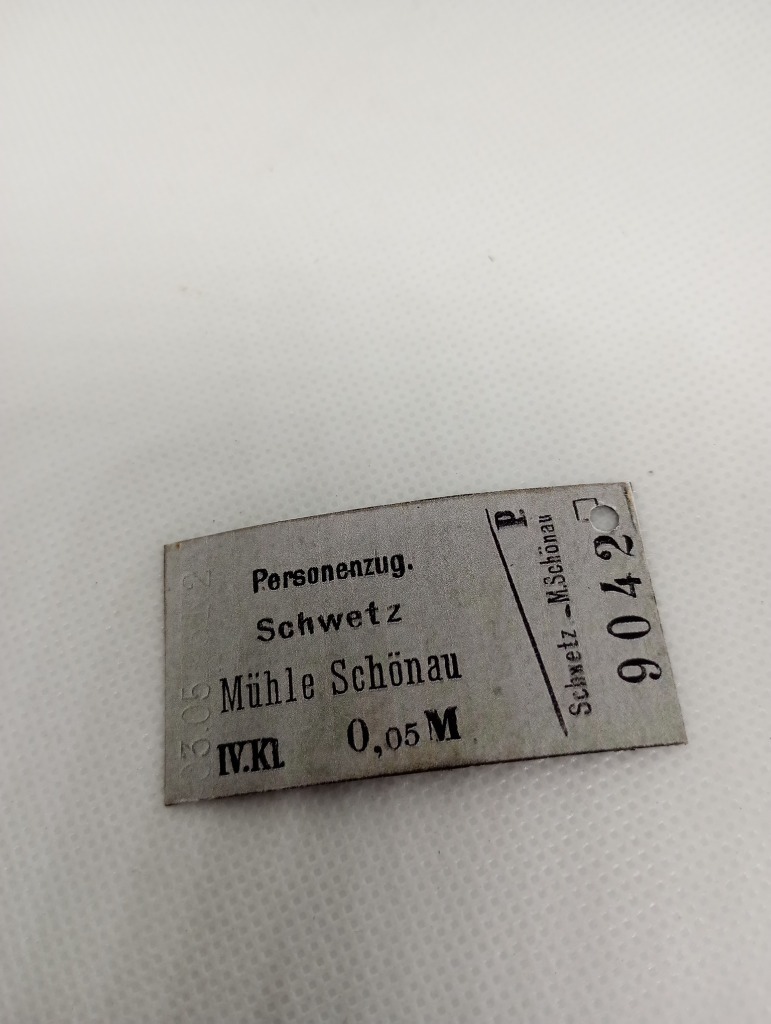 Personenzug.
Schwetz
Mühle Schönau
IV.Kl. 0,05 M
P.
Schwetz.-M.Schönau
9042